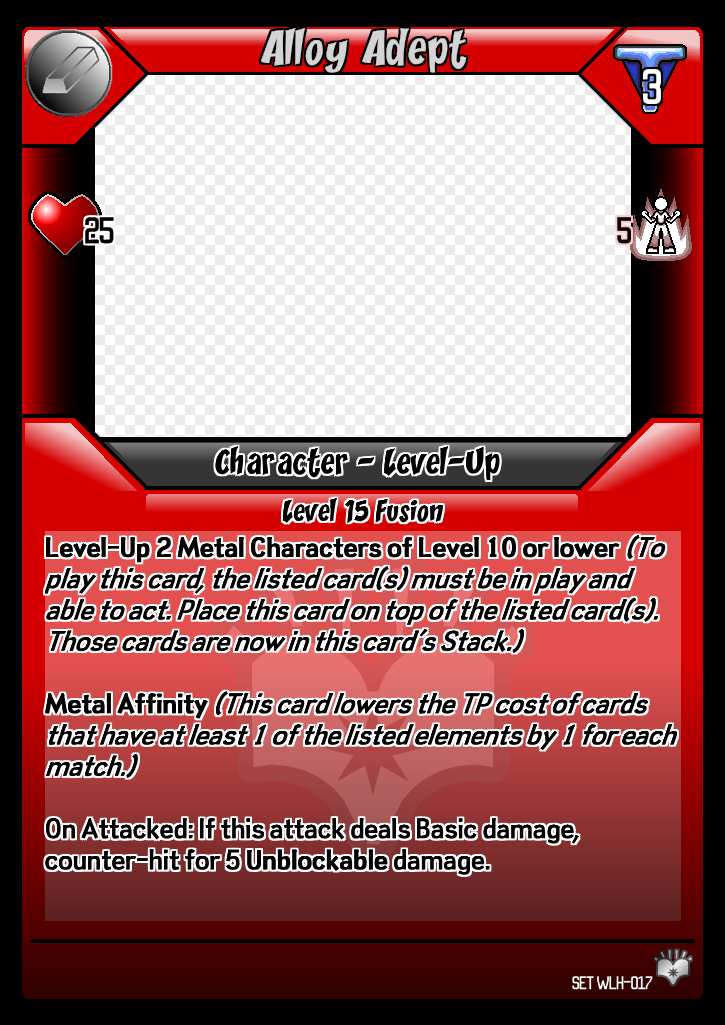 Alloy Adept
3
25
5
Character - Level-Up
Level 15 Fusion
Level-Up 2 Metal Characters of Level 10 or lower (To
play this card, the listed card(s) must be in play and
able to act. Place this card on top of the listed card(s).
Those cards are now in this card's Stack.)
Metal Affinity (This card lowers the TP cost of cards
that have at least 1 of the listed elements by 1 for each
match.)
On Attacked: If this attack deals Basic damage,
counter-hit for 5 Unblockable damage.
SET WLH-017